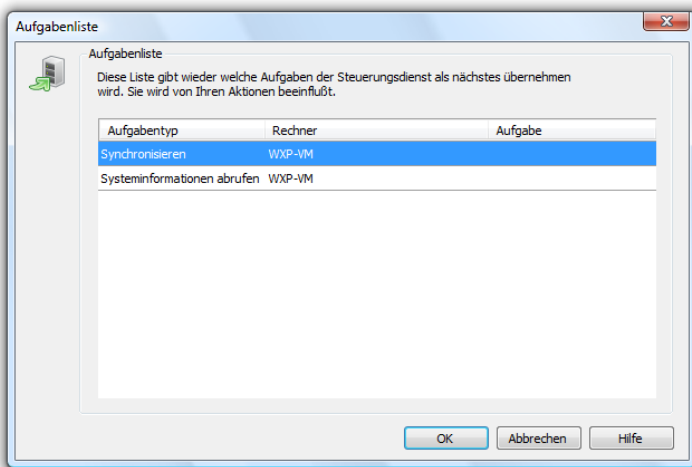 Aufgabenliste
Aufgabenliste
Diese Liste gibt wieder welche Aufgaben der Steuerungsdienst als nächstes übernehmen
wird. Sie wird von Ihren Aktionen beeinflußt.
Aufgabentyp Rechner Aufgabe
Synchronisieren WXP-VM
Systeminformationen abrufen WXP-VM
OK Abbrechen Hilfe